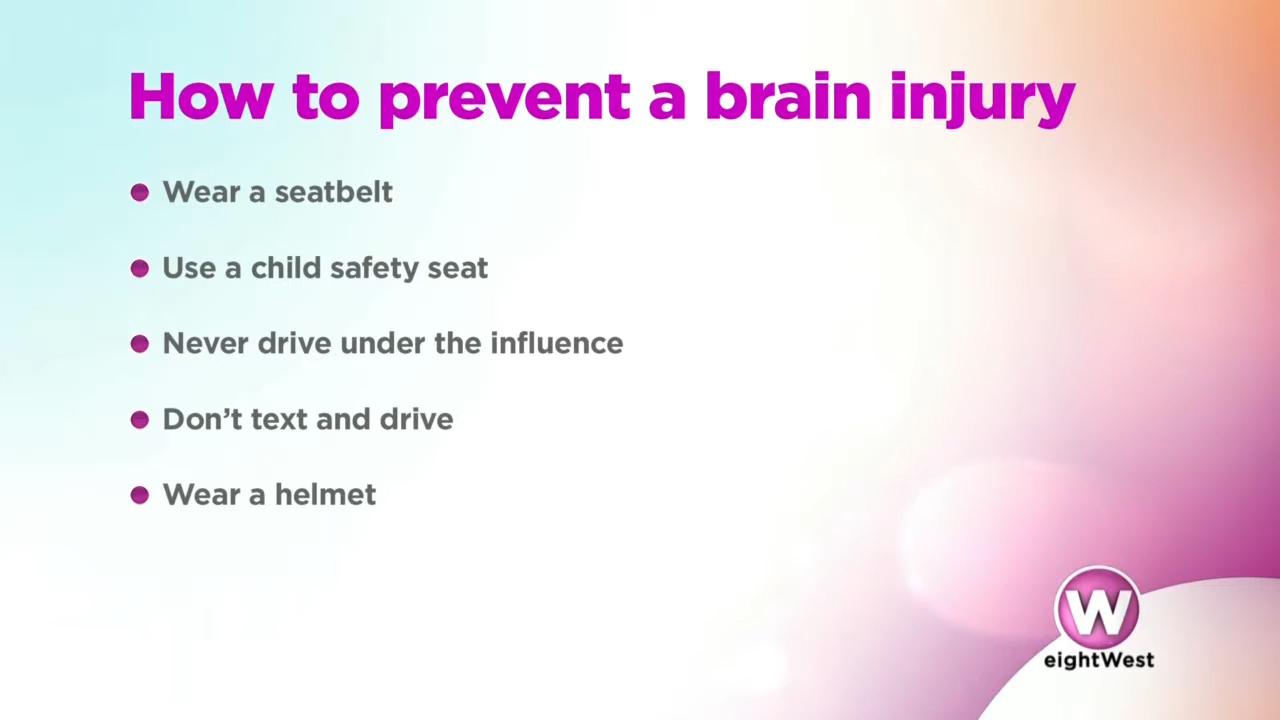 How to prevent a brain injury
Wear a seatbelt
Use a child safety seat
Never drive under the influence
Don't text and drive
Wear a helmet
W
eightWest